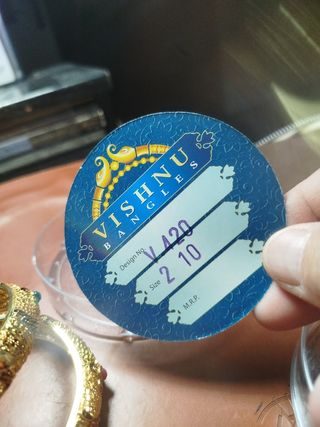 VISHNU
BANGLES
Design No. V 420
Size 2 10
M.R.P.